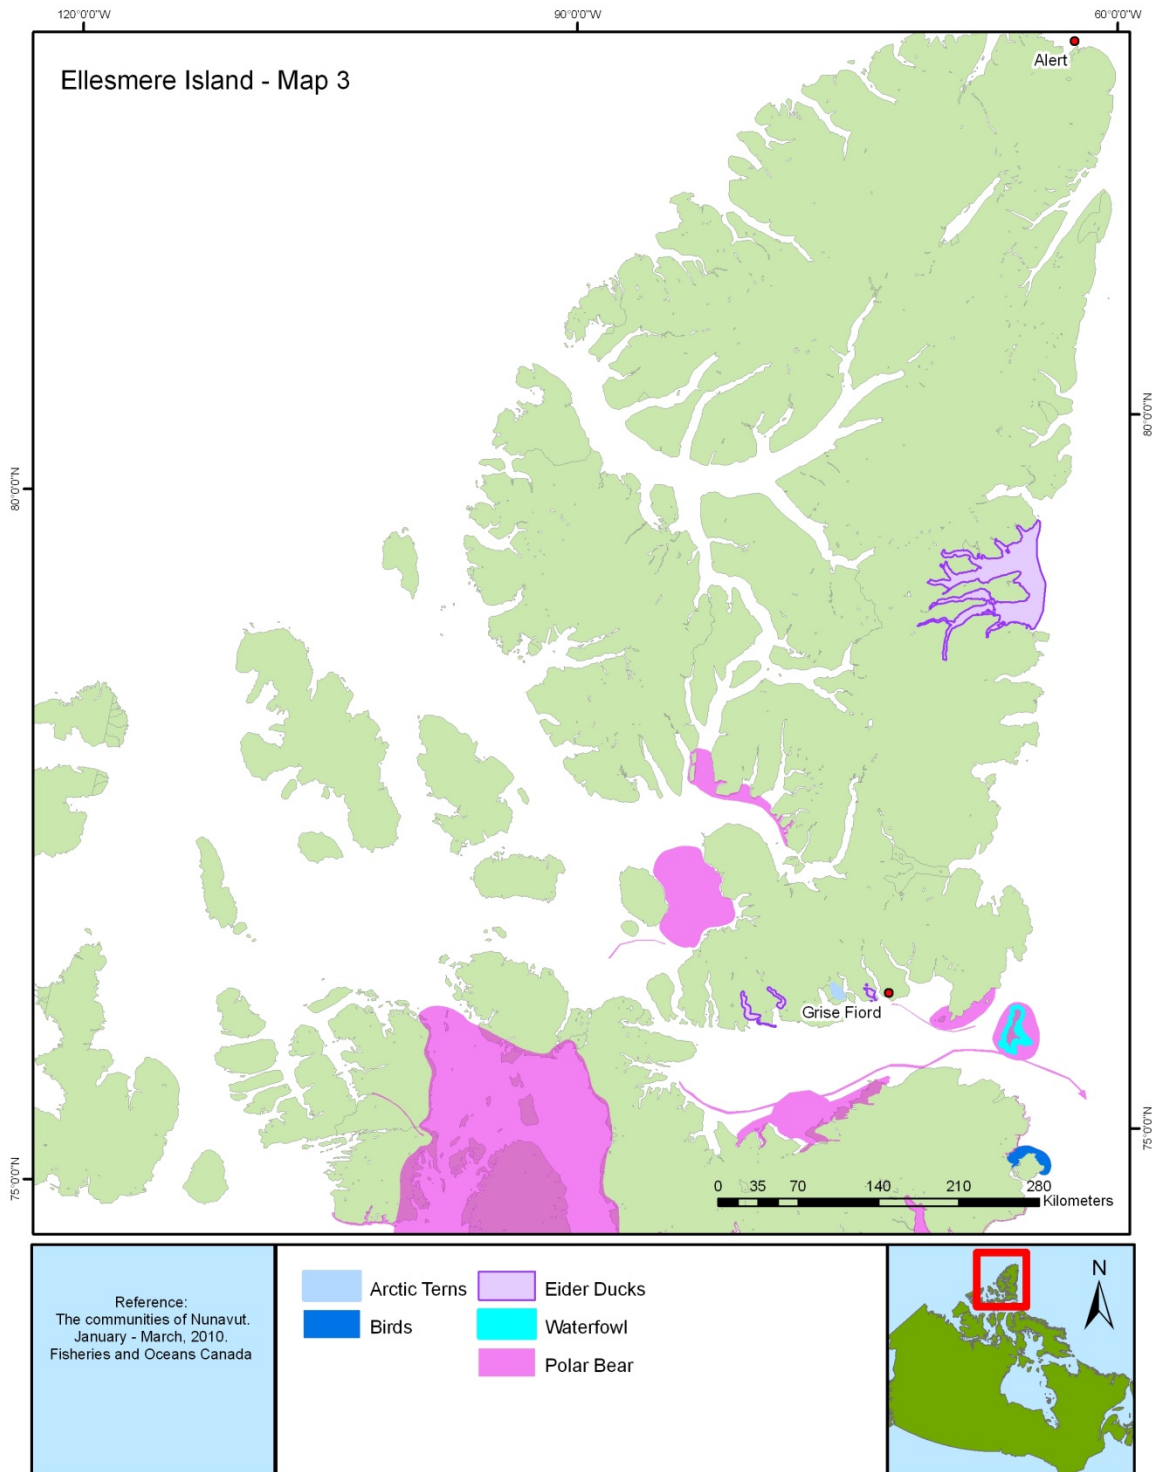 120°0'0"W
90°0'0"W
60°0'0"W
Ellesmere Island - Map 3
Alert
80°0'0"N
80°0'0"N
Grise Fiord
75°0'0"N
75°0'0"N
0 35 70 140 210 280
Kilometers
Reference:
The communities of Nunavut.
January - March, 2010.
Fisheries and Oceans Canada
Arctic Terns
Birds
Eider Ducks
Waterfowl
Polar Bear
N